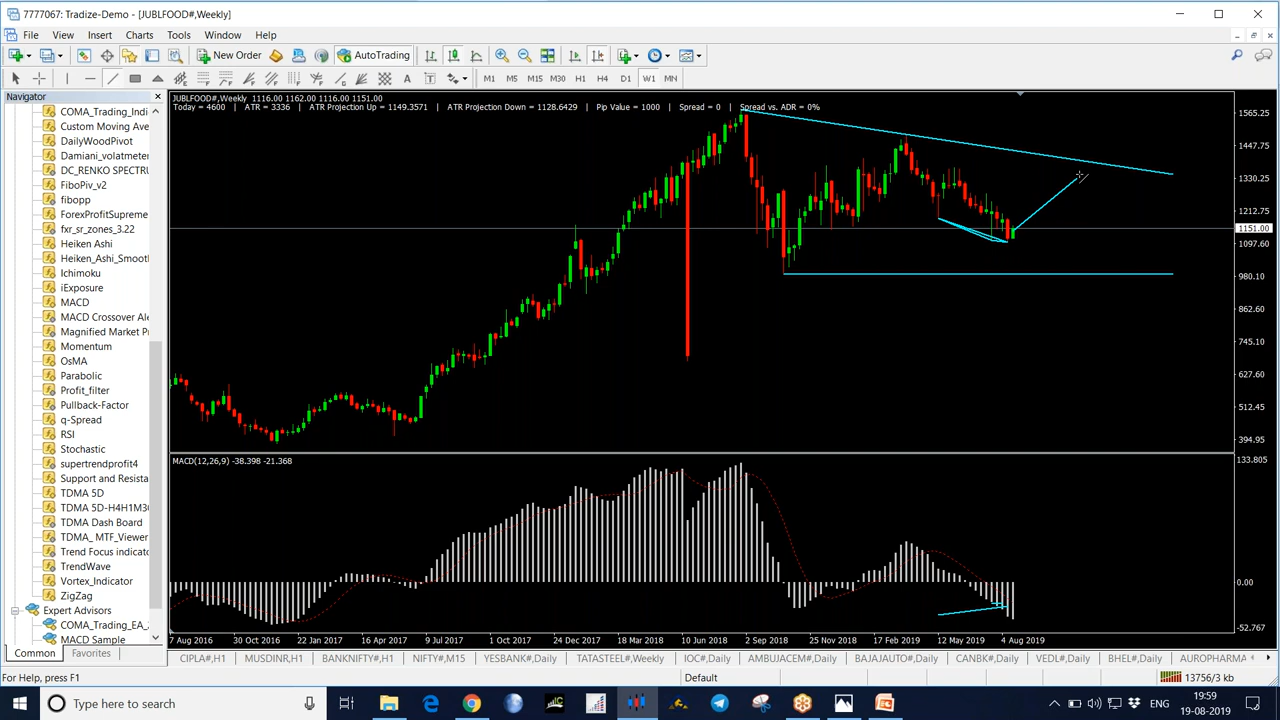 7777067: Tradize-Demo - [JUBLFOOD#,Weekly]
File View Insert Charts Tools Window Help
New Order AutoTrading
A T M1 M5 M15 M30 H1 H4 D1 W1 MN
Navigator
COMA_Trading_Indi
Custom Moving Ave
DailyWoodPivot
Damiani_volatmeter
DC_RENKO SPECTRU
FiboPiv_v2
fibopp
ForexProfitSupreme
fxr_sr_zones_3.22
Heiken Ashi
Heiken_Ashi_Smooth
Ichimoku
iExposure
MACD
MACD Crossover Ale
Magnified Market Pr
Momentum
OsMA
Parabolic
Profit_filter
Pullback-Factor
q-Spread
RSI
Stochastic
supertrendprofit4
Support and Resista
TDMA 5D
TDMA 5D-H4H1M30
TDMA Dash Board
TDMA_ MTF_Viewer
Trend Focus indicato
TrendWave
Vortex_Indicator
ZigZag
Expert Advisors
COMA_Trading_EA_
MACD Sample
Common Favorites
JUBLFOOD#,Weekly 1116.00 1162.00 1116.00 1151.00
Today = 4600 | ATR = 3336 | ATR Projection Up = 1149.3571 | ATR Projection Down = 1128.6429 | Pip Value = 1000 | Spread = 0 | Spread vs. ADR = 0%
1565.25
1447.75
1330.25
1212.75
1151.00
1097.60
980.10
862.60
745.10
627.60
512.45
394.95
MACD(12,26,9) -38.398 -21.368
133.805
0.00
-52.767
7 Aug 2016 30 Oct 2016 22 Jan 2017 16 Apr 2017 9 Jul 2017 1 Oct 2017 24 Dec 2017 18 Mar 2018 10 Jun 2018 2 Sep 2018 25 Nov 2018 17 Feb 2019 12 May 2019 4 Aug 2019
CIPLA#,H1 MUSDINR,H1 BANKNIFTY#,H1 NIFTY#,M15 YESBANK#,Daily TATASTEEL#,Weekly IOC#,Daily AMBUJACEM#,Daily BAJAJAUTO#,Daily CANBK#,Daily VEDL#,Daily BHEL#,Daily AUROPHARMA
For Help, press F1 Default 13756/3 kb
Type here to search
ENG
19:59
19-08-2019